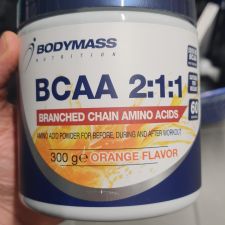 BODYMASS
NUTRITION
BCAA 2:1:1
BRANCHED CHAIN AMINO ACIDS
AMINO ACID POWDER FOR BEFORE, DURING AND AFTER WORKOUT
300 g ℮ ORANGE FLAVOR
60